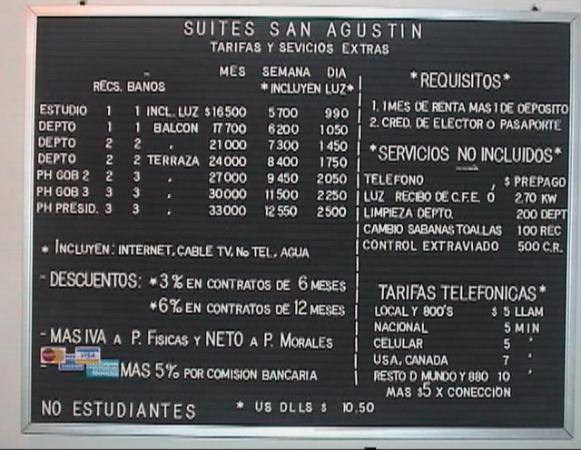 SUITES SAN AGUSTIN
TARIFAS Y SEVICIOS EXTRAS
MES SEMANA DIA
RECS. BANOS *INCLUYEN LUZ*
ESTUDIO 1 1 INCL. LUZ $16500 5700 990
DEPTO 1 1 BALCON 17700 6200 1050
DEPTO 2 2 " 21000 7300 1450
DEPTO 2 2 TERRAZA 24000 8400 1750
PH GOB 2 2 3 " 27000 9450 2050
PH GOB 3 3 3 " 30000 11500 2250
PH PRESID. 3 3 " 33000 12550 2500
* INCLUYEN: INTERNET, CABLE TV, No TEL, AGUA
- DESCUENTOS: *3% EN CONTRATOS DE 6 MESES
*6% EN CONTRATOS DE 12 MESES
- MAS IVA A P. FISICAS Y NETO A P. MORALES
- VISA MAS 5% POR COMISION BANCARIA
NO ESTUDIANTES * US DLLS $ 10.50
*REQUISITOS*
1. 1 MES DE RENTA MAS 1 DE DEPOSITO
2. CRED. DE ELECTOR O PASAPORTE
*SERVICIOS NO INCLUIDOS*
TELEFONO , $ PREPAGO
LUZ RECIBO DE C.F.E. O 2.70 KW
LIMPIEZA DEPTO. 200 DEPT
CAMBIO SABANAS TOALLAS 100 REC
CONTROL EXTRAVIADO 500 C.R.
TARIFAS TELEFONICAS*
LOCAL Y 800'S $ 5 LLAM
NACIONAL 5 MIN
CELULAR 5 "
USA, CANADA 7 "
RESTO D MUNDO Y 880 10 "
MAS $5 X CONECCION